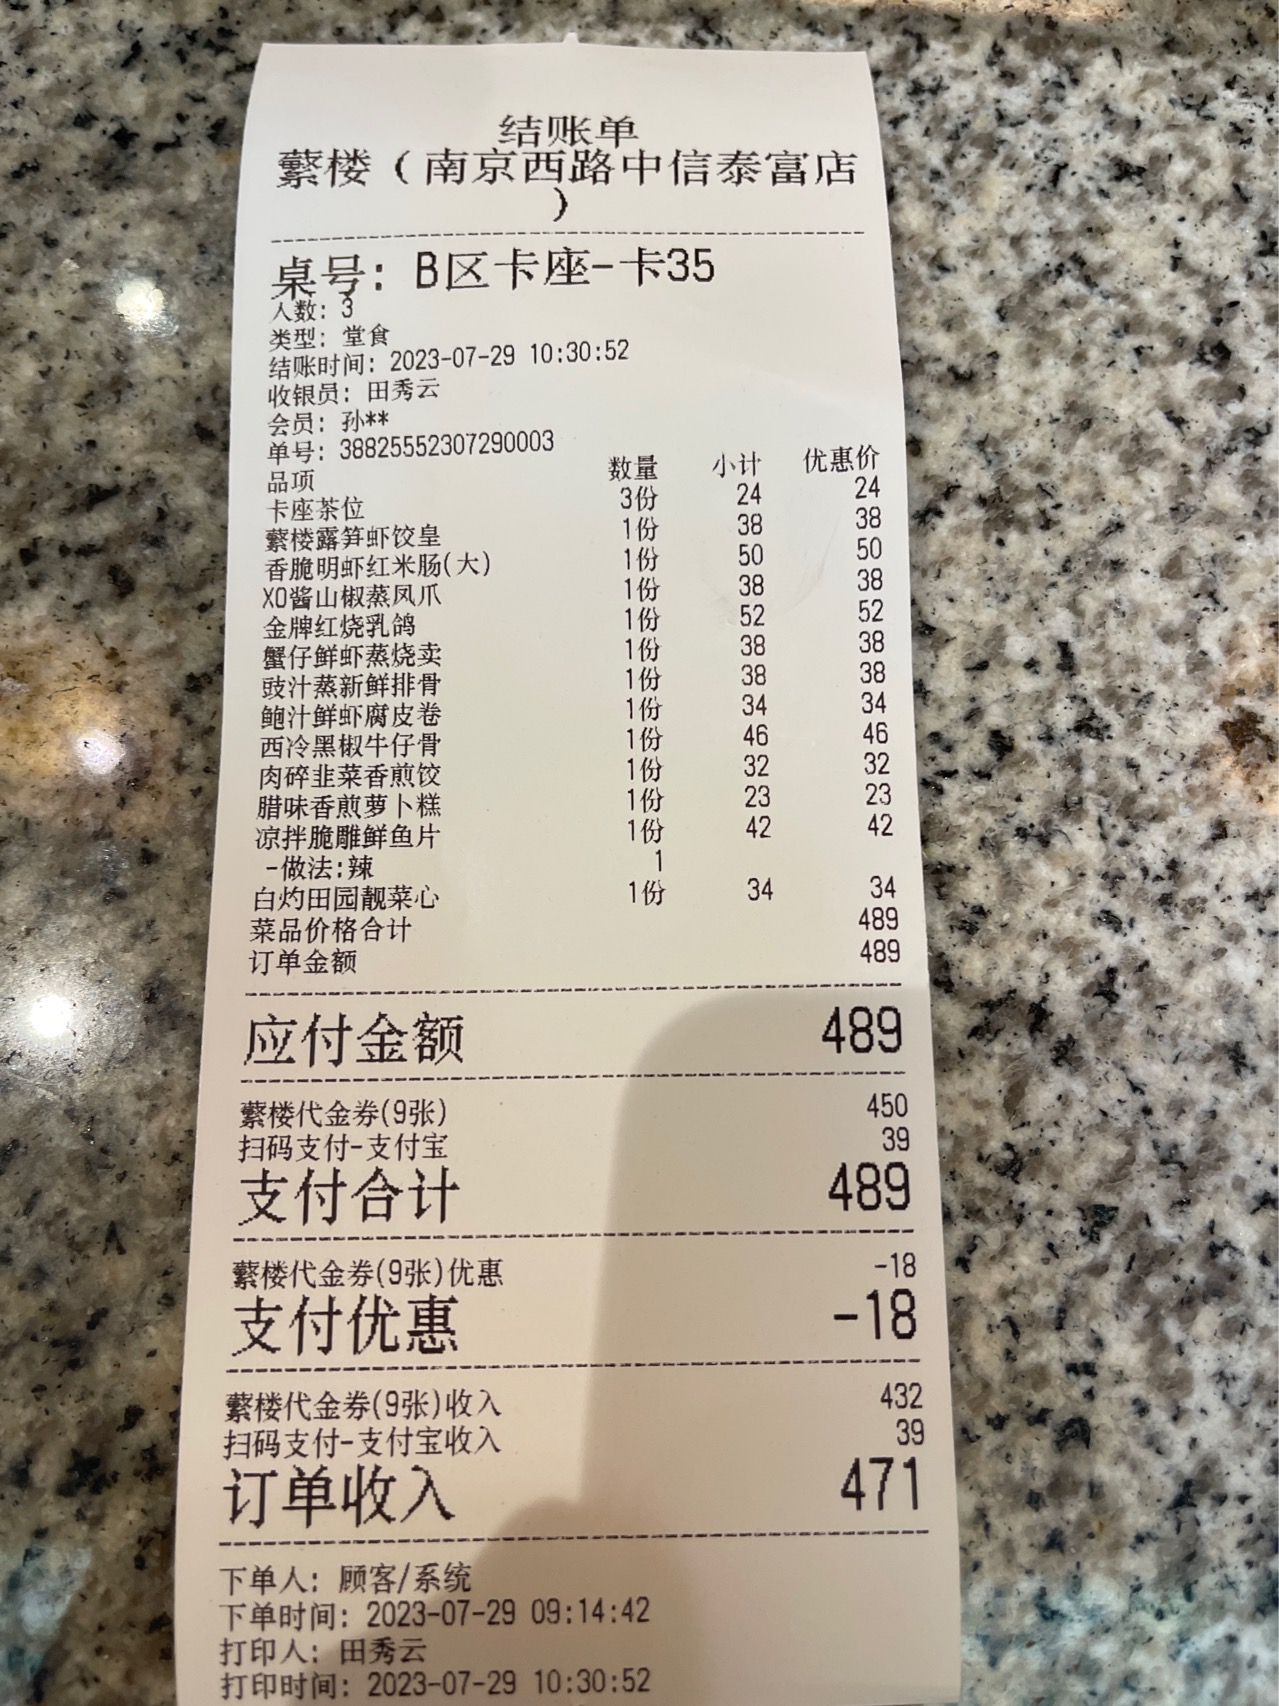 结账单
蘩楼（南京西路中信泰富店
）
桌号: B区卡座-卡35
人数: 3
类型: 堂食
结账时间: 2023-07-29 10:30:52
收银员: 田秀云
会员: 孙**
单号: 38825552307290003
品项 数量 小计 优惠价
卡座茶位 3份 24 24
蘩楼露笋虾饺皇 1份 38 38
香脆明虾红米肠(大) 1份 50 50
XO酱山椒蒸凤爪 1份 38 38
金牌红烧乳鸽 1份 52 52
蟹仔鲜虾蒸烧卖 1份 38 38
豉汁蒸新鲜排骨 1份 38 38
鲍汁鲜虾腐皮卷 1份 34 34
西冷黑椒牛仔骨 1份 46 46
肉碎韭菜香煎饺 1份 32 32
腊味香煎萝卜糕 1份 23 23
凉拌脆雕鲜鱼片 1份 42 42
-做法:辣 1
白灼田园靓菜心 1份 34 34
菜品价格合计 489
订单金额 489
应付金额 489
蘩楼代金券(9张) 450
扫码支付-支付宝 39
支付合计 489
蘩楼代金券(9张)优惠 -18
支付优惠 -18
蘩楼代金券(9张)收入 432
扫码支付-支付宝收入 39
订单收入 471
下单人: 顾客/系统
下单时间: 2023-07-29 09:14:42
打印人: 田秀云
打印时间: 2023-07-29 10:30:52